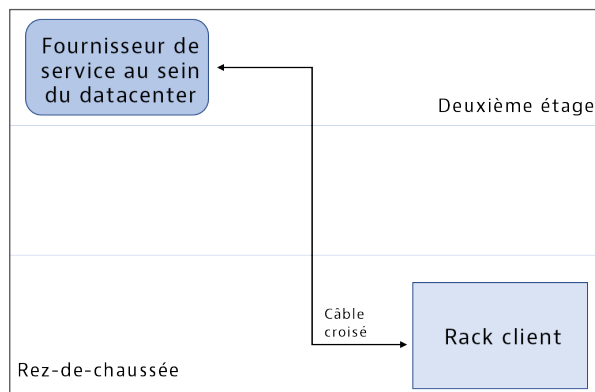 Fournisseur de
service au sein
du datacenter
Deuxième étage
Câble
croisé
Rack client
Rez-de-chaussée